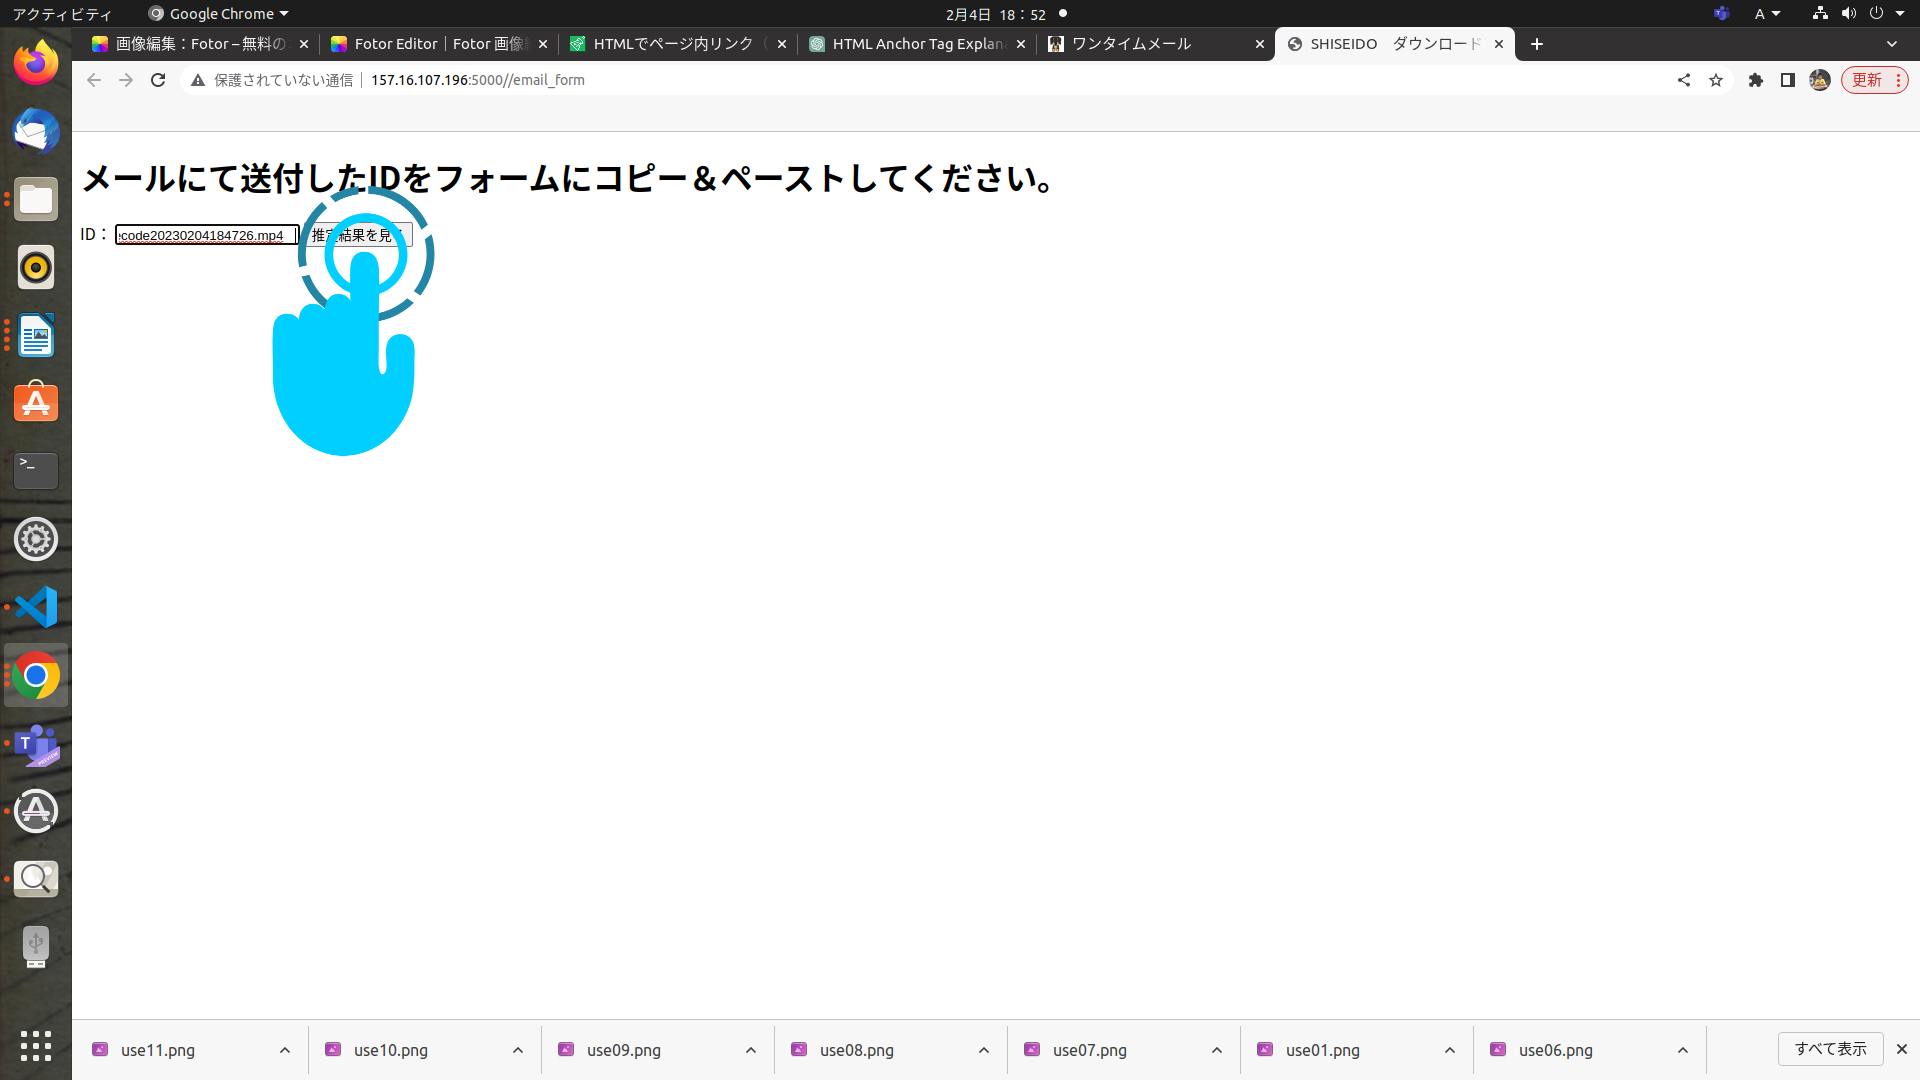 アクティビティ Google Chrome 2月4日 18:52 A
画像編集：Fotor – 無料の Fotor Editor｜Fotor 画像 HTMLでページ内リンク HTML Anchor Tag Explan ワンタイムメール SHISEIDO ダウンロード
保護されていない通信 157.16.107.196:5000//email_form 更新
メールにて送付したIDをフォームにコピー＆ペーストしてください。
ID： code20230204184726.mp4 推定結果を見る
use11.png use10.png use09.png use08.png use07.png use01.png use06.png すべて表示